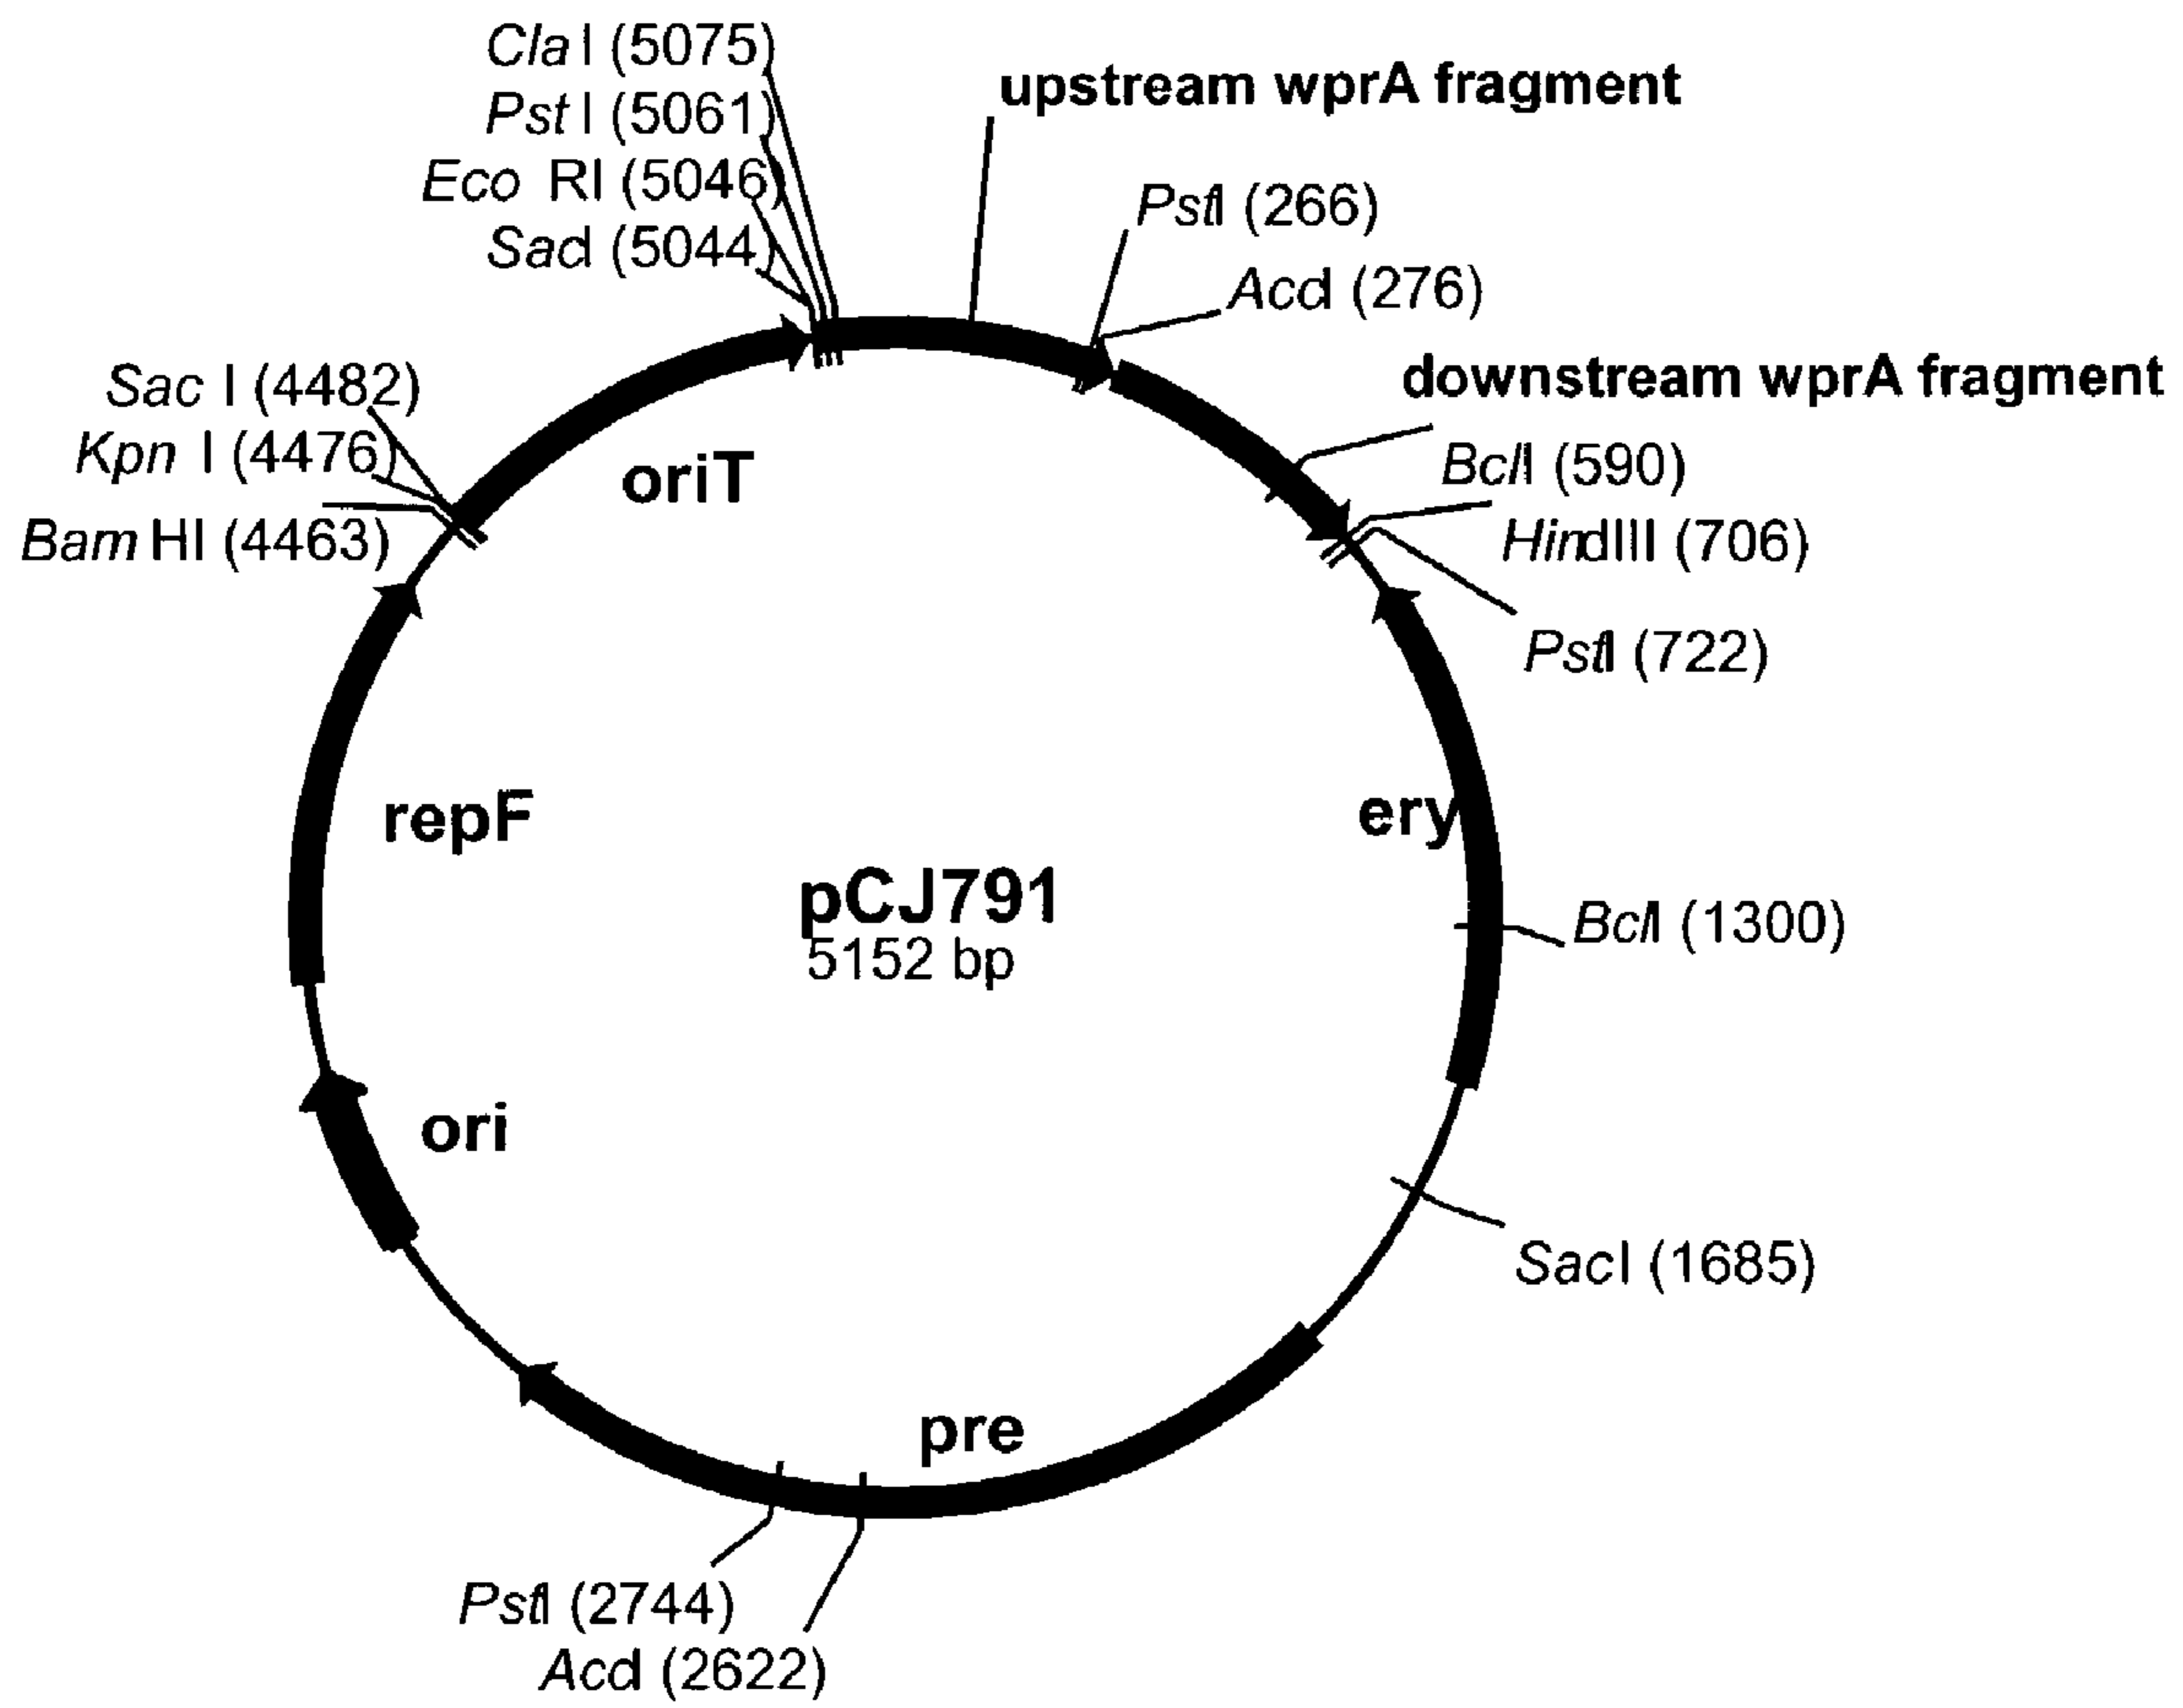 Cla I (5075)
Pst I (5061)
Eco RI (5046)
SacI (5044)
upstream wprA fragment
PstI (266)
AccI (276)
downstream wprA fragment
BclI (590)
HindIII (706)
PstI (722)
Sac I (4482)
Kpn I (4476)
Bam HI (4463)
oriT
repF
ery
pCJ791
5152 bp
BclI (1300)
ori
SacI (1685)
pre
PstI (2744)
AccI (2622)